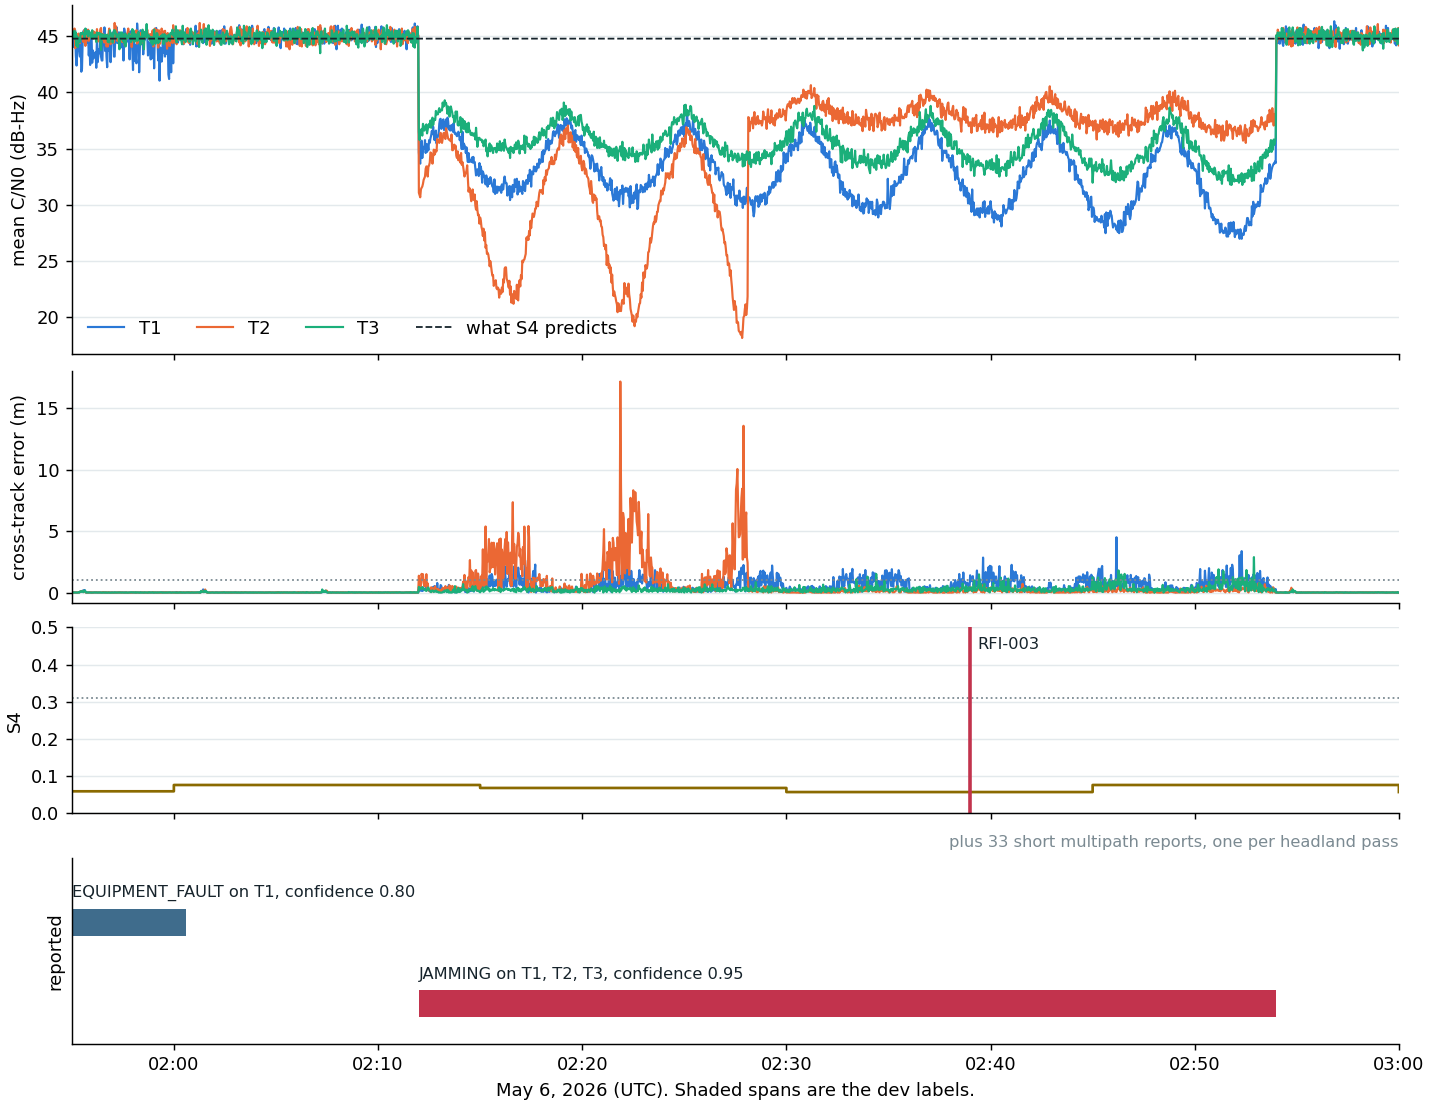 45
40
35
30
25
20
mean C/N0 (dB-Hz)
T1 T2 T3 what S4 predicts
15
10
5
0
cross-track error (m)
0.5
0.4
0.3
0.2
0.1
0.0
S4
RFI-003
plus 33 short multipath reports, one per headland pass
EQUIPMENT_FAULT on T1, confidence 0.80
reported
JAMMING on T1, T2, T3, confidence 0.95
02:00 02:10 02:20 02:30 02:40 02:50 03:00
May 6, 2026 (UTC). Shaded spans are the dev labels.